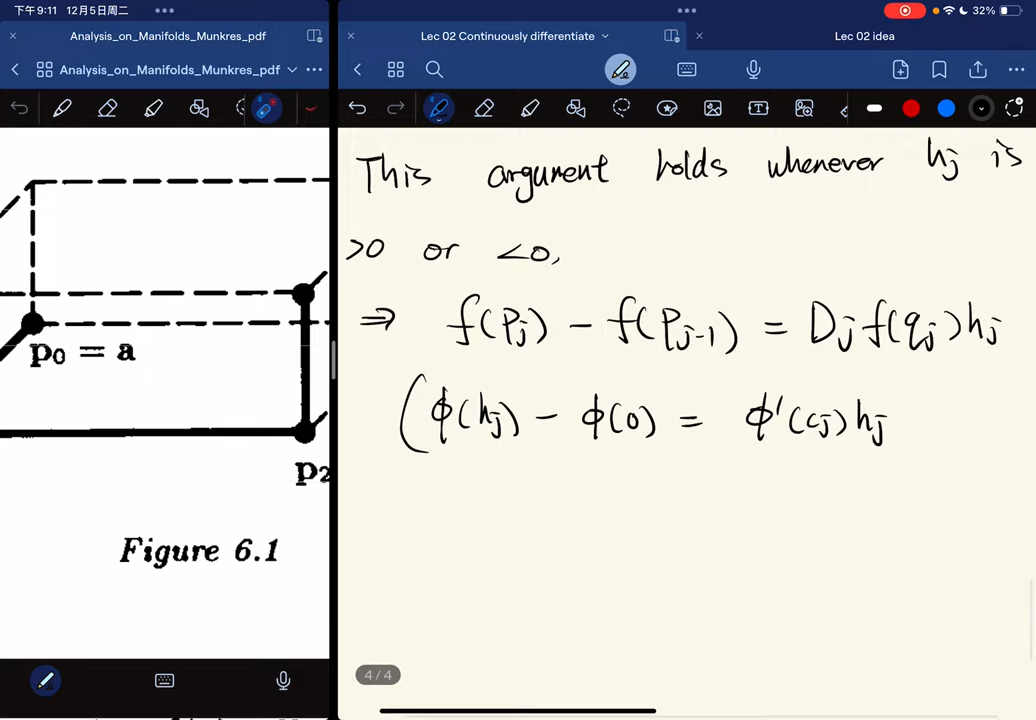 下午9:11 12月5日周二
32%
Analysis_on_Manifolds_Munkres_pdf
Lec 02 Continuously differentiate
Lec 02 idea
Analysis_on_Manifolds_Munkres_pdf
p₀ = a
p₂
Figure 6.1
This argument holds whenever hⱼ is
>0 or <0,
⇒ f(pⱼ) − f(pⱼ₋₁) = Dⱼ f(qⱼ)hⱼ
(ϕ(hⱼ) − ϕ(0) = ϕ'(cⱼ)hⱼ
4/4